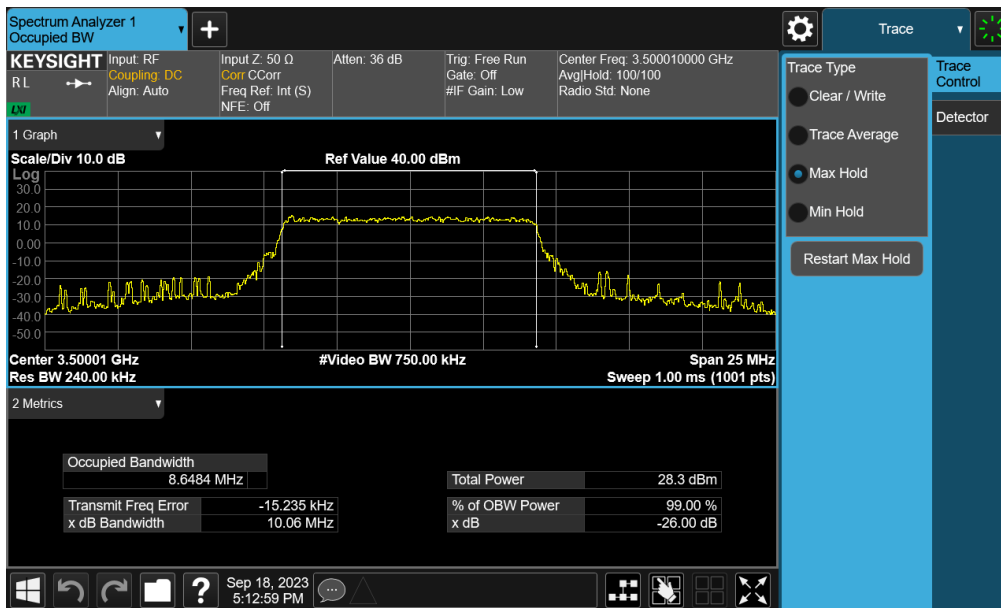 Spectrum Analyzer 1
Occupied BW
Trace
KEYSIGHT
R L
LXI
Input: RF
Coupling: DC
Align: Auto
Input Z: 50 Ω
Corr CCorr
Freq Ref: Int (S)
NFE: Off
Atten: 36 dB
Trig: Free Run
Gate: Off
#IF Gain: Low
Center Freq: 3.500010000 GHz
Avg|Hold: 100/100
Radio Std: None
Trace Type
Clear / Write
Trace Average
Max Hold
Min Hold
Restart Max Hold
Trace
Control
Detector
1 Graph
Scale/Div 10.0 dB
Ref Value 40.00 dBm
Log
30.0
20.0
10.0
0.00
-10.0
-20.0
-30.0
-40.0
-50.0
Center 3.50001 GHz
#Video BW 750.00 kHz
Span 25 MHz
Res BW 240.00 kHz
Sweep 1.00 ms (1001 pts)
2 Metrics
Occupied Bandwidth
8.6484 MHz
Total Power 28.3 dBm
Transmit Freq Error -15.235 kHz
% of OBW Power 99.00 %
x dB Bandwidth 10.06 MHz
x dB -26.00 dB
?
Sep 18, 2023
5:12:59 PM